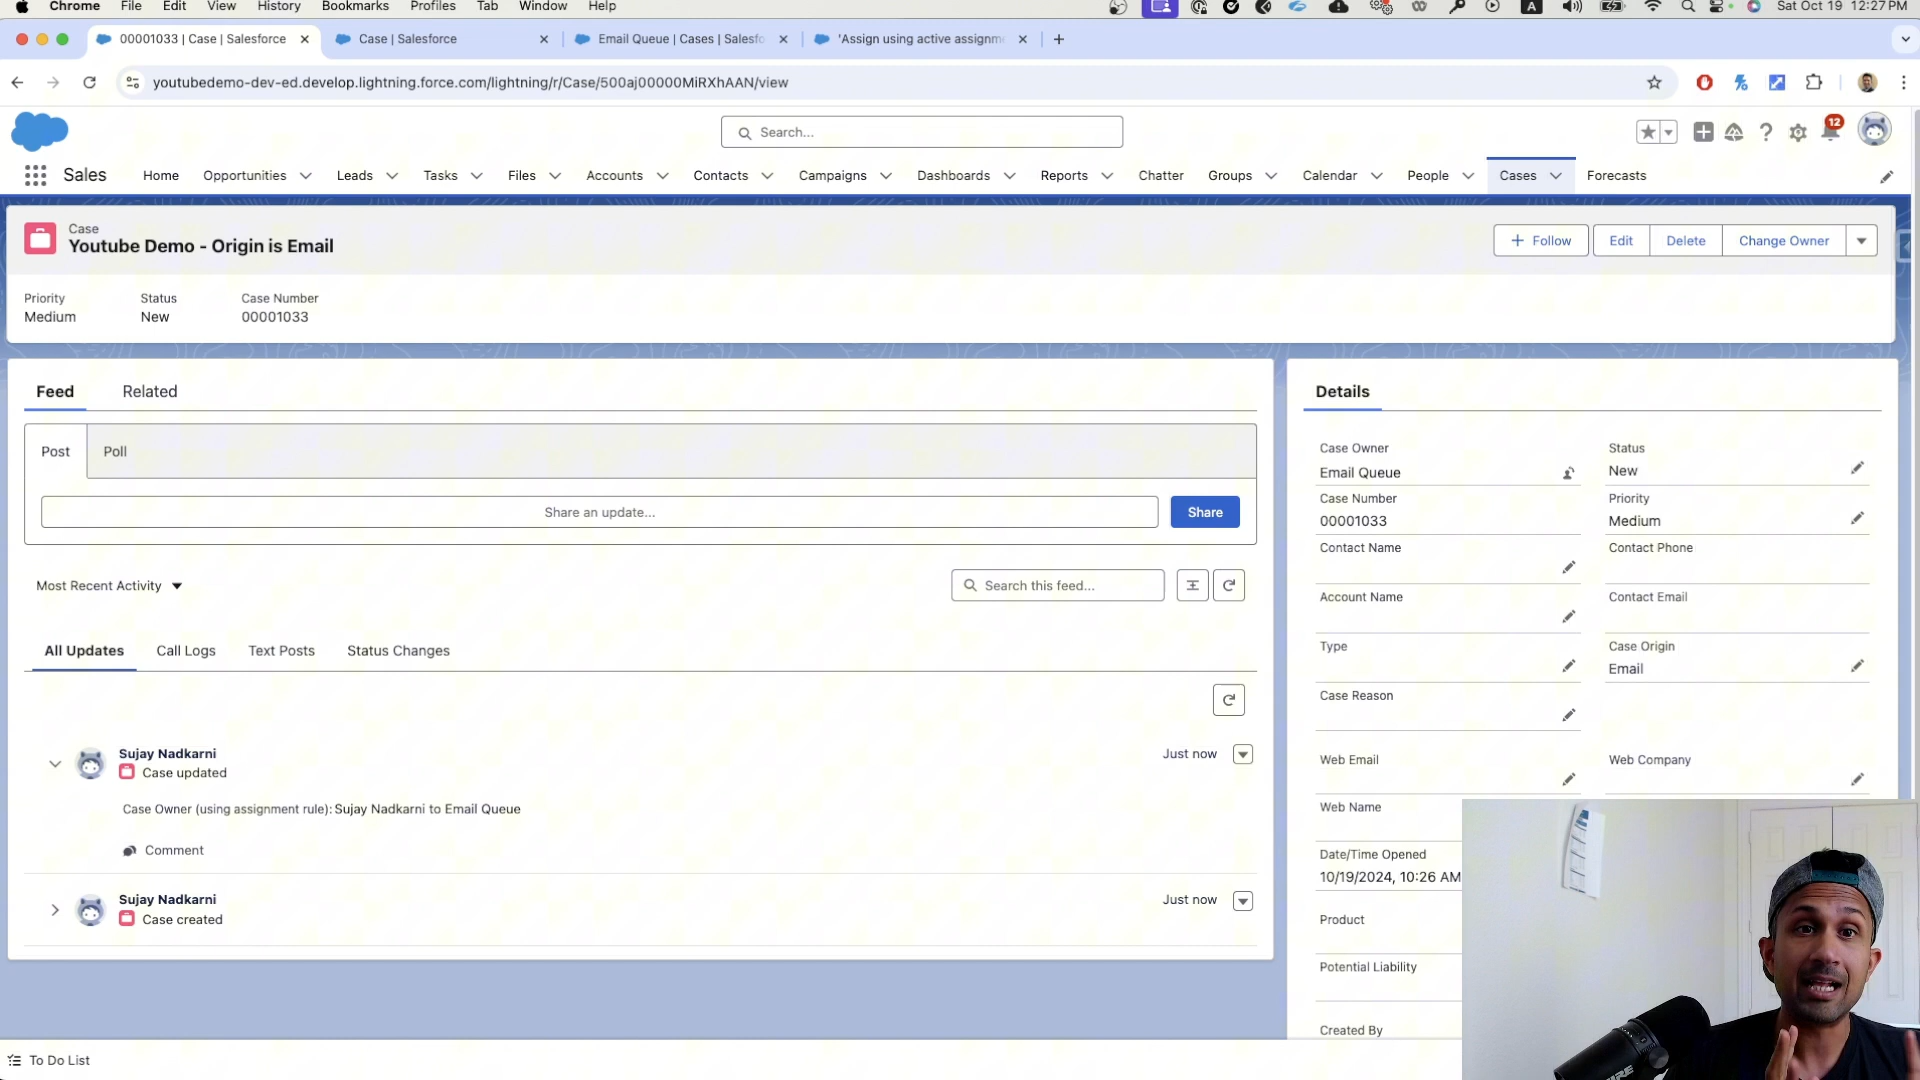 Chrome File Edit View History Bookmarks Profiles Tab Window Help Sat Oct 19 12:27 PM
00001033 | Case | Salesforce Case | Salesforce Email Queue | Cases | Salesfo 'Assign using active assignm
youtubedemo-dev-ed.develop.lightning.force.com/lightning/r/Case/500aj00000MiRXhAAN/view
Search... 12
Sales Home Opportunities Leads Tasks Files Accounts Contacts Campaigns Dashboards Reports Chatter Groups Calendar People Cases Forecasts
Case
Youtube Demo - Origin is Email
Follow Edit Delete Change Owner
Priority Status Case Number
Medium New 00001033
Feed Related
Post Poll
Share an update... Share
Most Recent Activity Search this feed...
All Updates Call Logs Text Posts Status Changes
Sujay Nadkarni Just now
Case updated
Case Owner (using assignment rule): Sujay Nadkarni to Email Queue
Comment
Sujay Nadkarni Just now
Case created
Details
Case Owner Status
Email Queue New
Case Number Priority
00001033 Medium
Contact Name Contact Phone
Account Name Contact Email
Type Case Origin
Email
Case Reason
Web Email Web Company
Web Name
Date/Time Opened
10/19/2024, 10:26 AM
Product
Potential Liability
Created By
To Do List